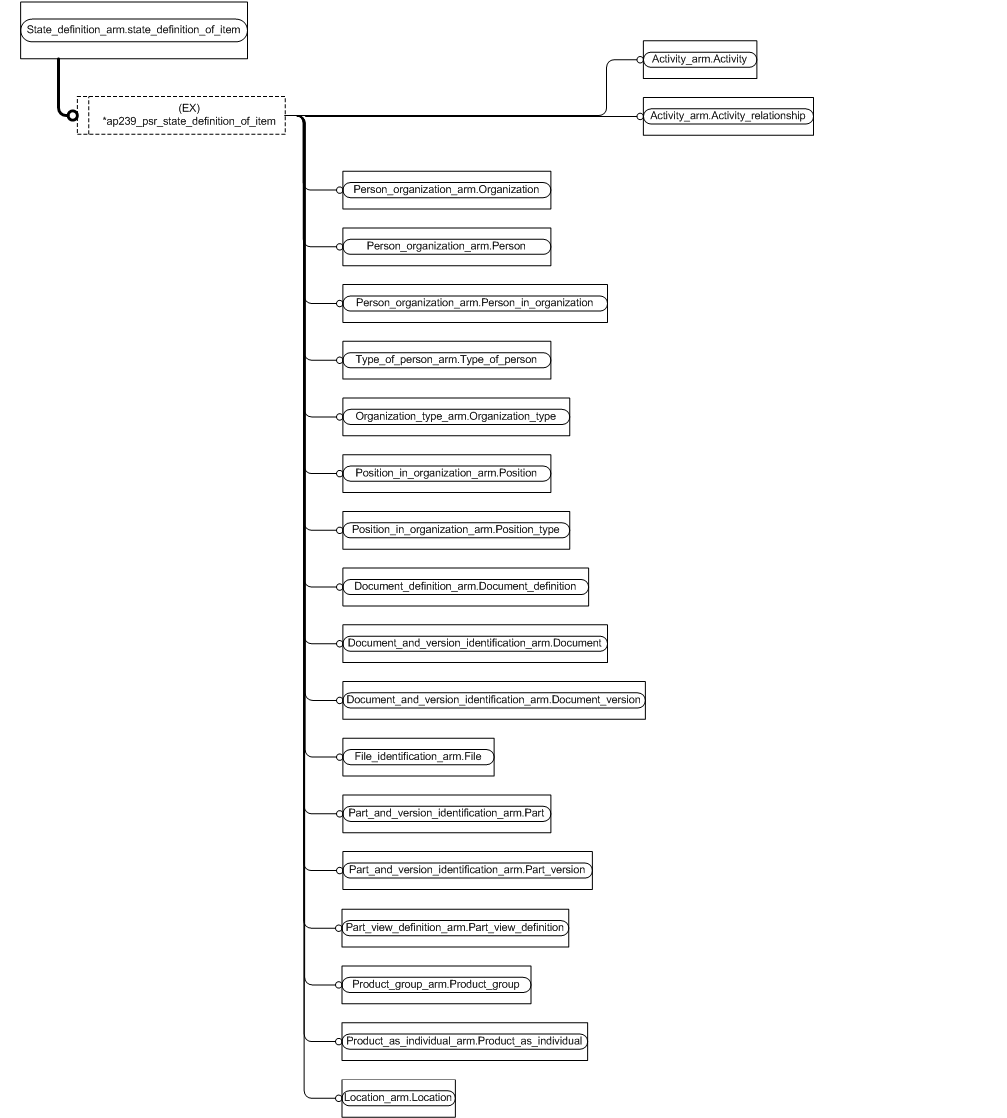 State_definition_arm.state_definition_of_item
Activity_arm.Activity
(EX)
*ap239_psr_state_definition_of_item
Activity_arm.Activity_relationship
Person_organization_arm.Organization
Person_organization_arm.Person
Person_organization_arm.Person_in_organization
Type_of_person_arm.Type_of_person
Organization_type_arm.Organization_type
Position_in_organization_arm.Position
Position_in_organization_arm.Position_type
Document_definition_arm.Document_definition
Document_and_version_identification_arm.Document
Document_and_version_identification_arm.Document_version
File_identification_arm.File
Part_and_version_identification_arm.Part
Part_and_version_identification_arm.Part_version
Part_view_definition_arm.Part_view_definition
Product_group_arm.Product_group
Product_as_individual_arm.Product_as_individual
Location_arm.Location